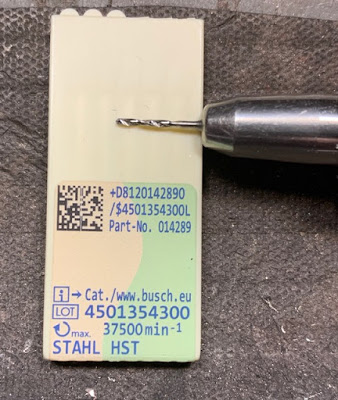 +D8120142890
/$4501354300L
Part-No. 014289
i → Cat./www.busch.eu
LOT 4501354300
max. 37500min-1
STAHL HST